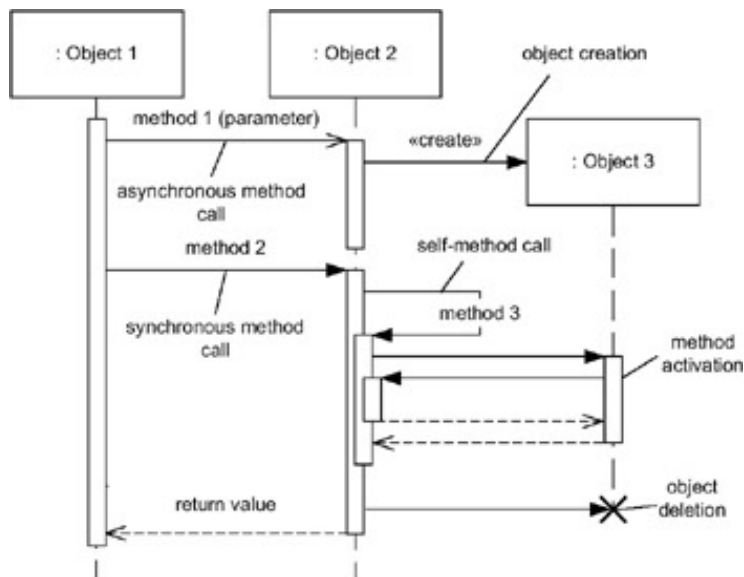 : Object 1
: Object 2
object creation
method 1 (parameter)
«create»
: Object 3
asynchronous method
call
method 2
self-method call
method 3
synchronous method
call
method
activation
return value
object
deletion